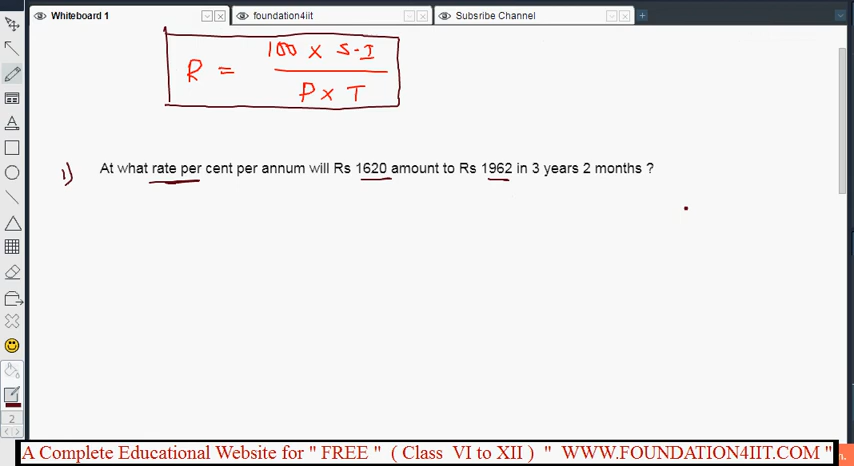 Whiteboard 1
foundation4iit
Subsribe Channel
R = 100 × S-I
P × T
1) At what rate per cent per annum will Rs 1620 amount to Rs 1962 in 3 years 2 months ?
2
A Complete Educational Website for " FREE " ( Class VI to XII ) " WWW.FOUNDATION4IIT.COM "